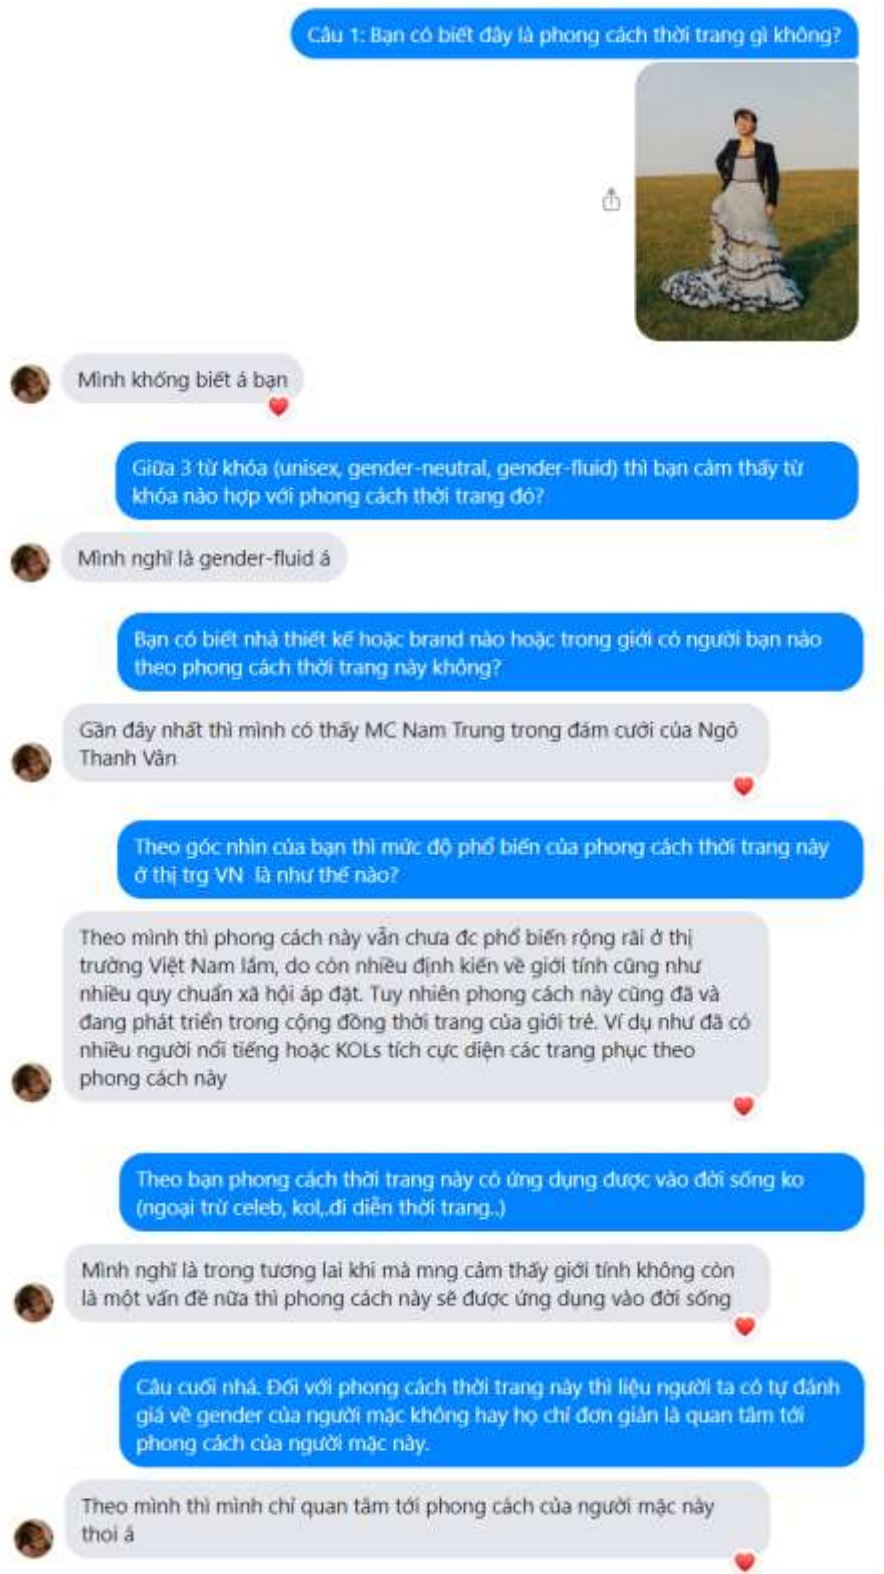 Câu 1: Bạn có biết đây là phong cách thời trang gì không?
Mình khống biết á bạn
Giữa 3 từ khóa (unisex, gender-neutral, gender-fluid) thì bạn cảm thấy từ
khóa nào hợp với phong cách thời trang đó?
Mình nghĩ là gender-fluid á
Bạn có biết nhà thiết kế hoặc brand nào hoặc trong giới có người bạn nào
theo phong cách thời trang này không?
Gần đây nhất thì mình có thấy MC Nam Trung trong đám cưới của Ngô
Thanh Vân
Theo góc nhìn của bạn thì mức độ phổ biến của phong cách thời trang này
ở thị trg VN là như thế nào?
Theo mình thì phong cách này vẫn chưa đc phổ biến rộng rãi ở thị
trường Việt Nam lắm, do còn nhiều định kiến về giới tính cũng như
nhiều quy chuẩn xã hội áp đặt. Tuy nhiên phong cách này cũng đã và
đang phát triển trong cộng đồng thời trang của giới trẻ. Ví dụ như đã có
nhiều người nổi tiếng hoặc KOLs tích cực diện các trang phục theo
phong cách này
Theo bạn phong cách thời trang này có ứng dụng được vào đời sống ko
(ngoại trừ celeb, kol,.đi diễn thời trang..)
Mình nghĩ là trong tương lai khi mà mng cảm thấy giới tính không còn
là một vấn đề nữa thì phong cách này sẽ được ứng dụng vào đời sống
Câu cuối nhá. Đối với phong cách thời trang này thì liệu người ta có tự đánh
giá về gender của người mặc không hay họ chỉ đơn giản là quan tâm tới
phong cách của người mặc này.
Theo mình thì mình chỉ quan tâm tới phong cách của người mặc này
thoi á